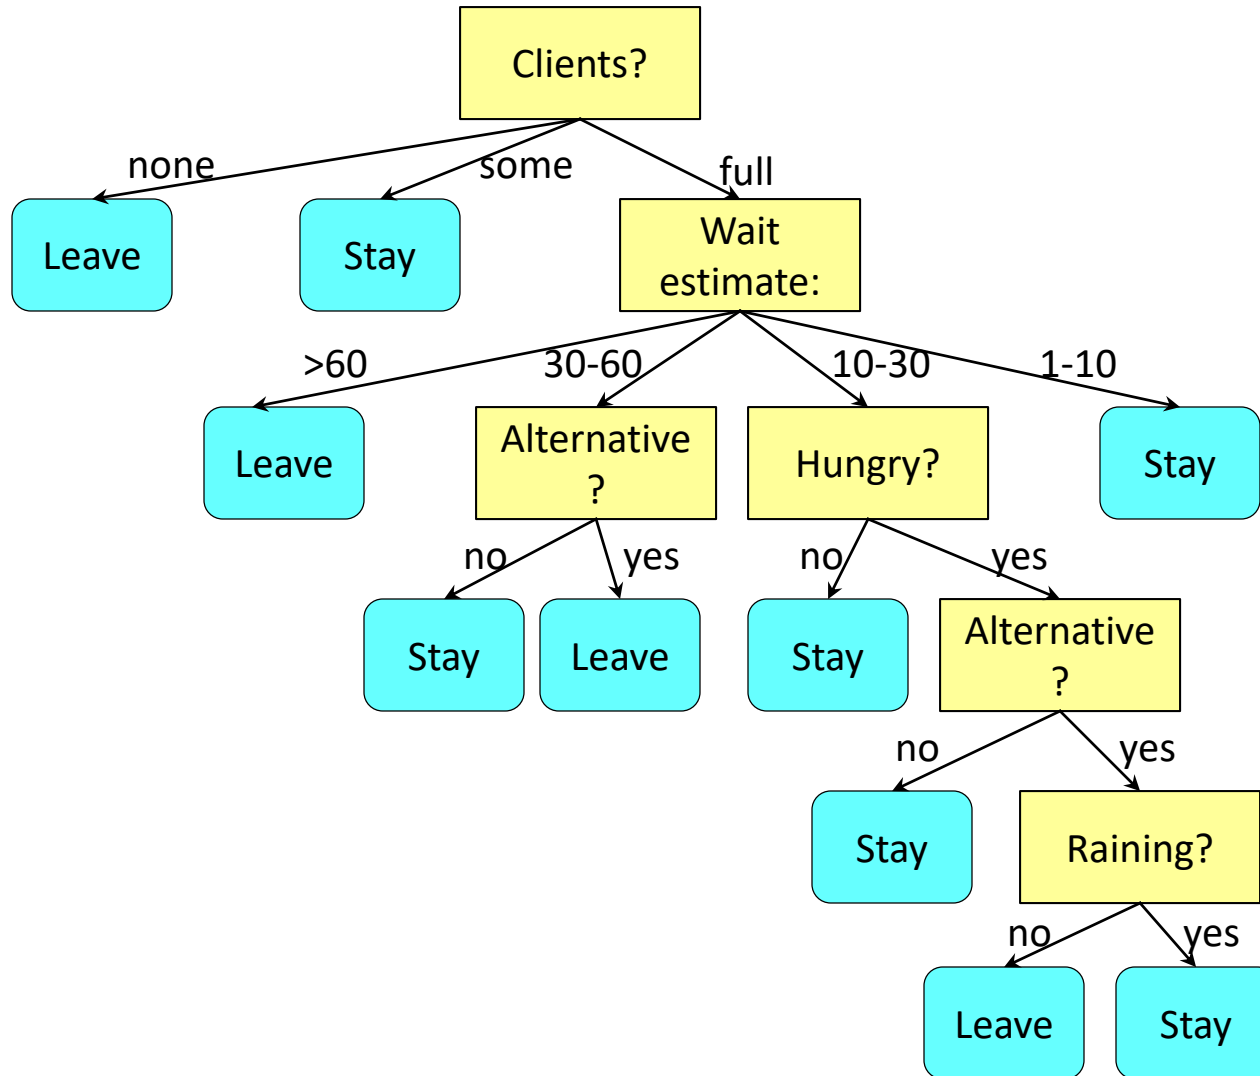 Clients?
none
some
full
Leave
Stay
Wait
estimate:
>60
30-60
10-30
1-10
Leave
Alternative
?
Hungry?
Stay
no
yes
no
yes
Stay
Leave
Stay
Alternative
?
no
yes
Stay
Raining?
no
yes
Leave
Stay